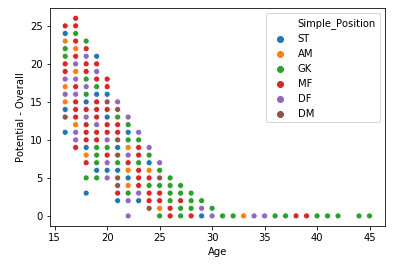 Simple_Position
ST
AM
GK
MF
DF
DM
Potential - Overall
25
20
15
10
5
0
15 20 25 30 35 40 45
Age